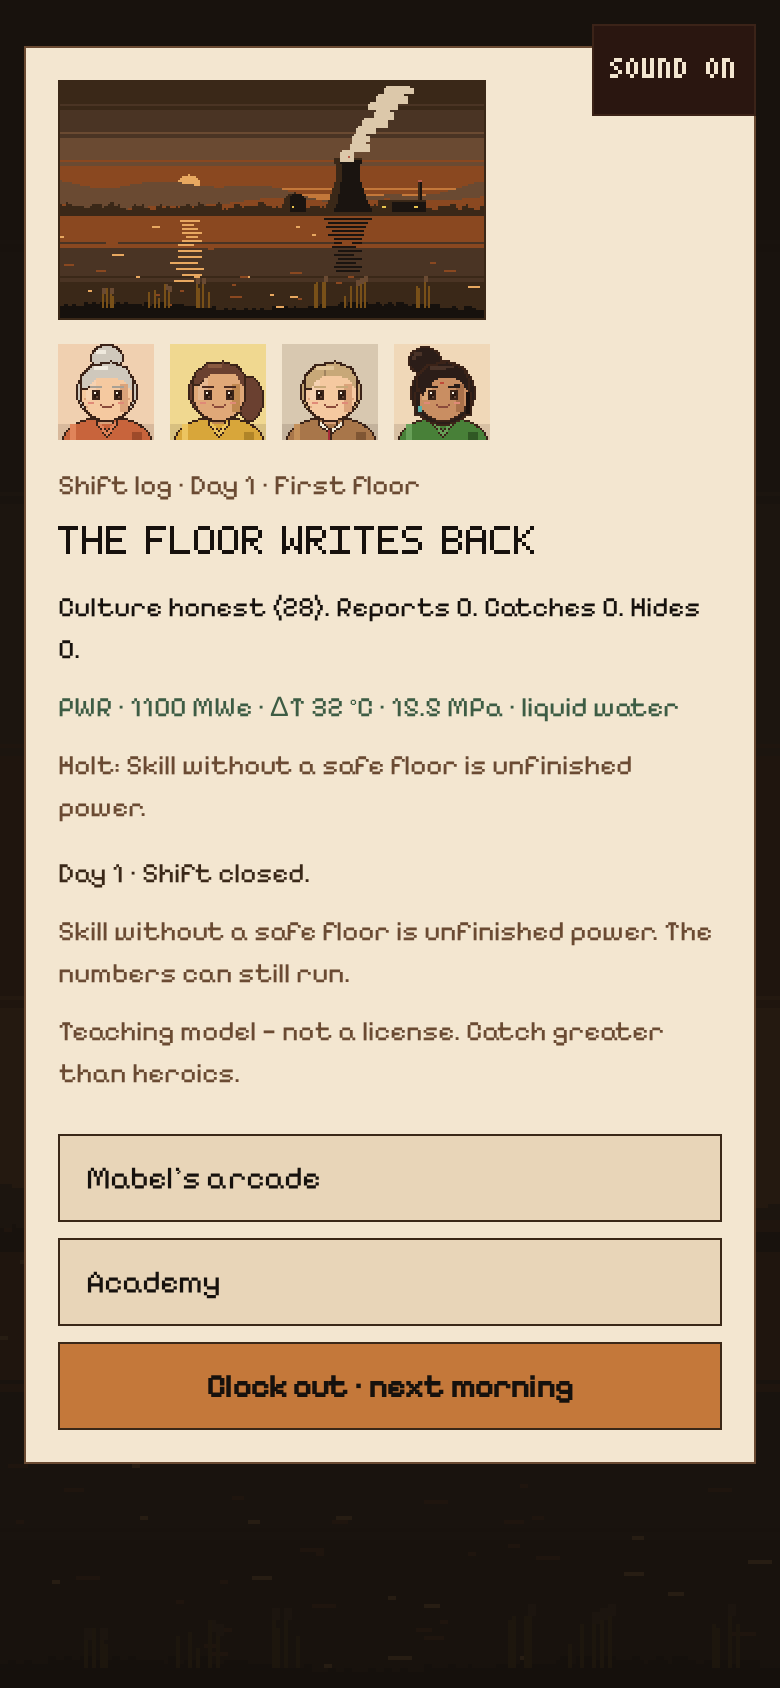 SOUND ON
Shift log · Day 1 · First Floor
THE FLOOR WRITES BACK
Culture honest (28). Reports 0. Catches 0. Hides
0.
PWR · 1100 MWe · ΔT 32 °C · 15.5 MPa · liquid water
Holt: Skill without a safe floor is unfinished
power.
Day 1 · Shift closed.
Skill without a safe floor is unfinished power. The
numbers can still run.
Teaching model – not a license. Catch greater
than heroics.
Mabel's arcade
Academy
Clock out · next morning